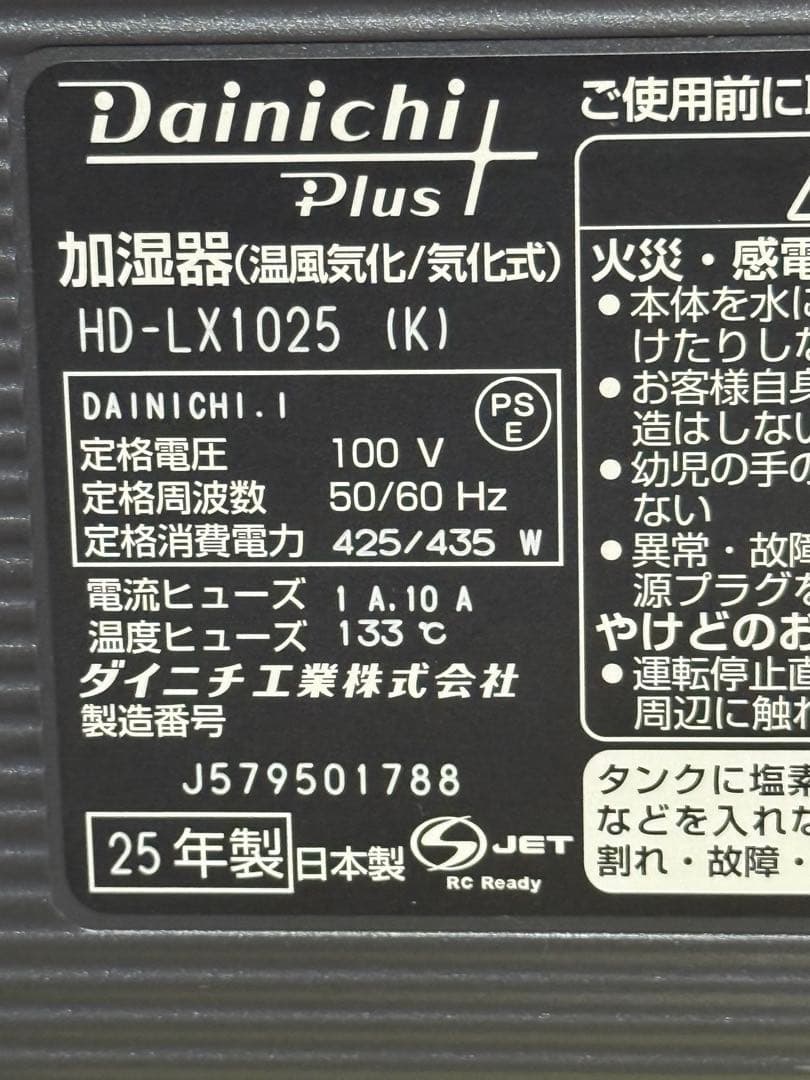 Dainichi
Plus
加湿器(温風気化/気化式)
HD-LX1025 (K)
DAINICHI.I
PS
E
定格電圧 100 V
定格周波数 50/60 Hz
定格消費電力 425/435 W
電流ヒューズ 1 A.10 A
温度ヒューズ 133 ℃
ダイニチ工業株式会社
製造番号
J579501788
25年製
日本製
S JET
RC Ready
ご使用前に
火災・感電
●本体を水に
けたりしな
●お客様自身
造はしない
●幼児の手の
ない
●異常・故障
源プラグを
やけどのお
●運転停止直
周辺に触れ
タンクに塩素
などを入れた
割れ・故障・